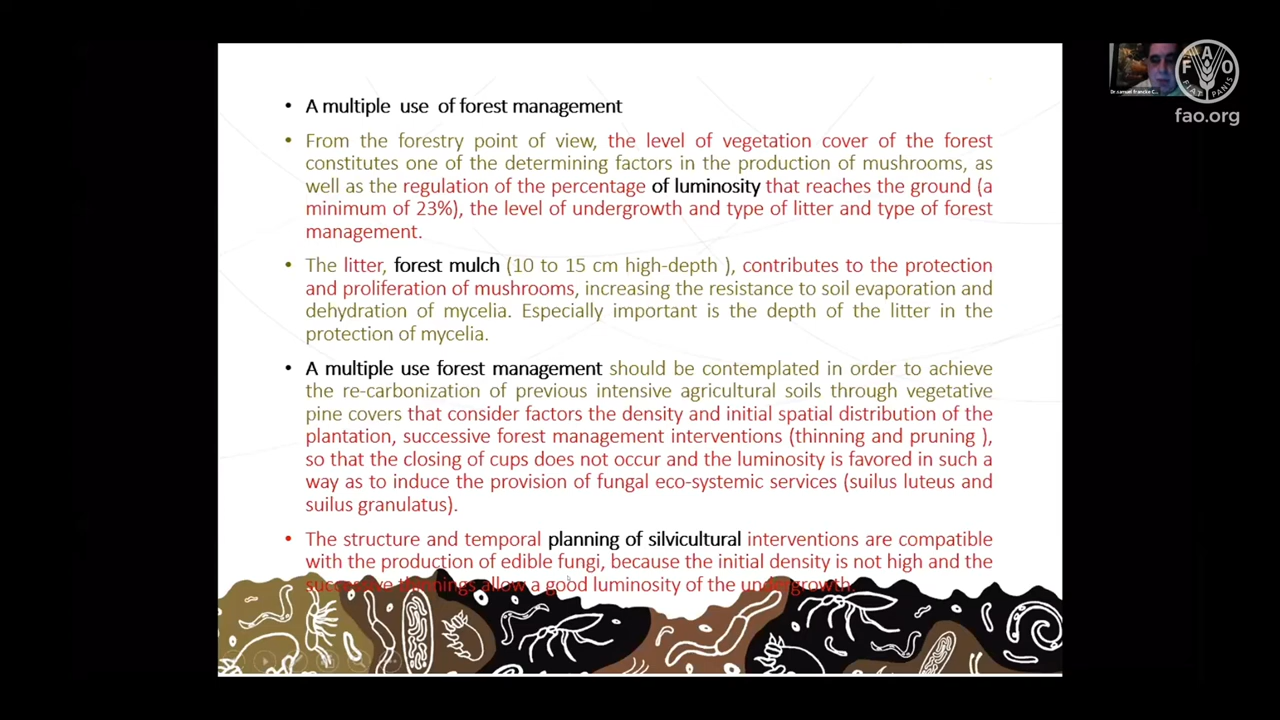 F A O
FIAT PANIS
fao.org
• A multiple use of forest management
• From the forestry point of view, the level of vegetation cover of the forest
constitutes one of the determining factors in the production of mushrooms, as
well as the regulation of the percentage of luminosity that reaches the ground (a
minimum of 23%), the level of undergrowth and type of litter and type of forest
management.
• The litter, forest mulch (10 to 15 cm high-depth ), contributes to the protection
and proliferation of mushrooms, increasing the resistance to soil evaporation and
dehydration of mycelia. Especially important is the depth of the litter in the
protection of mycelia.
• A multiple use forest management should be contemplated in order to achieve
the re-carbonization of previous intensive agricultural soils through vegetative
pine covers that consider factors the density and initial spatial distribution of the
plantation, successive forest management interventions (thinning and pruning ),
so that the closing of cups does not occur and the luminosity is favored in such a
way as to induce the provision of fungal eco-systemic services (suilus luteus and
suilus granulatus).
• The structure and temporal planning of silvicultural interventions are compatible
with the production of edible fungi, because the initial density is not high and the
successive thinnings allow a good luminosity of the undergrowth.